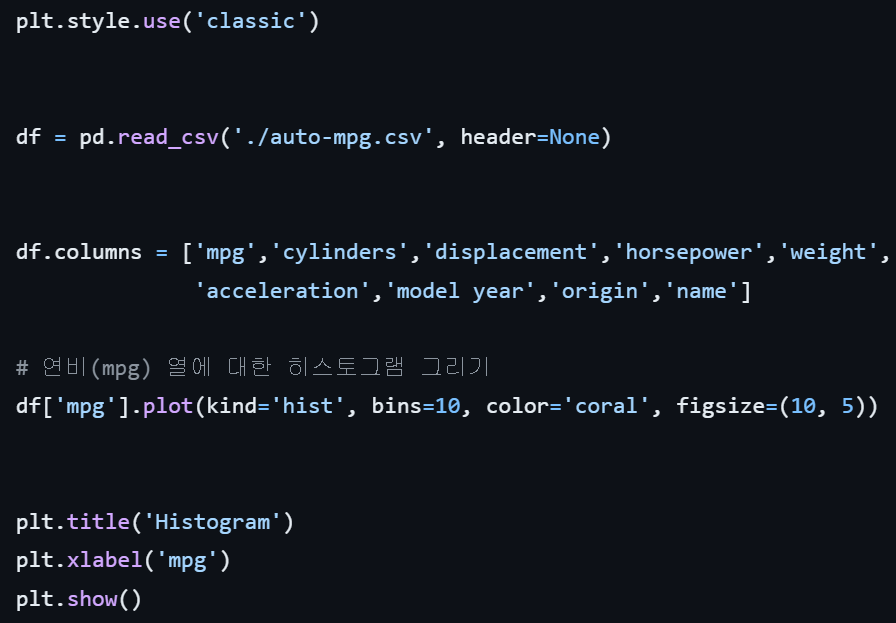 plt.style.use('classic')
df = pd.read_csv('./auto-mpg.csv', header=None)
df.columns = ['mpg','cylinders','displacement','horsepower','weight',
'acceleration','model year','origin','name']
# 연비(mpg) 열에 대한 히스토그램 그리기
df['mpg'].plot(kind='hist', bins=10, color='coral', figsize=(10, 5))
plt.title('Histogram')
plt.xlabel('mpg')
plt.show()